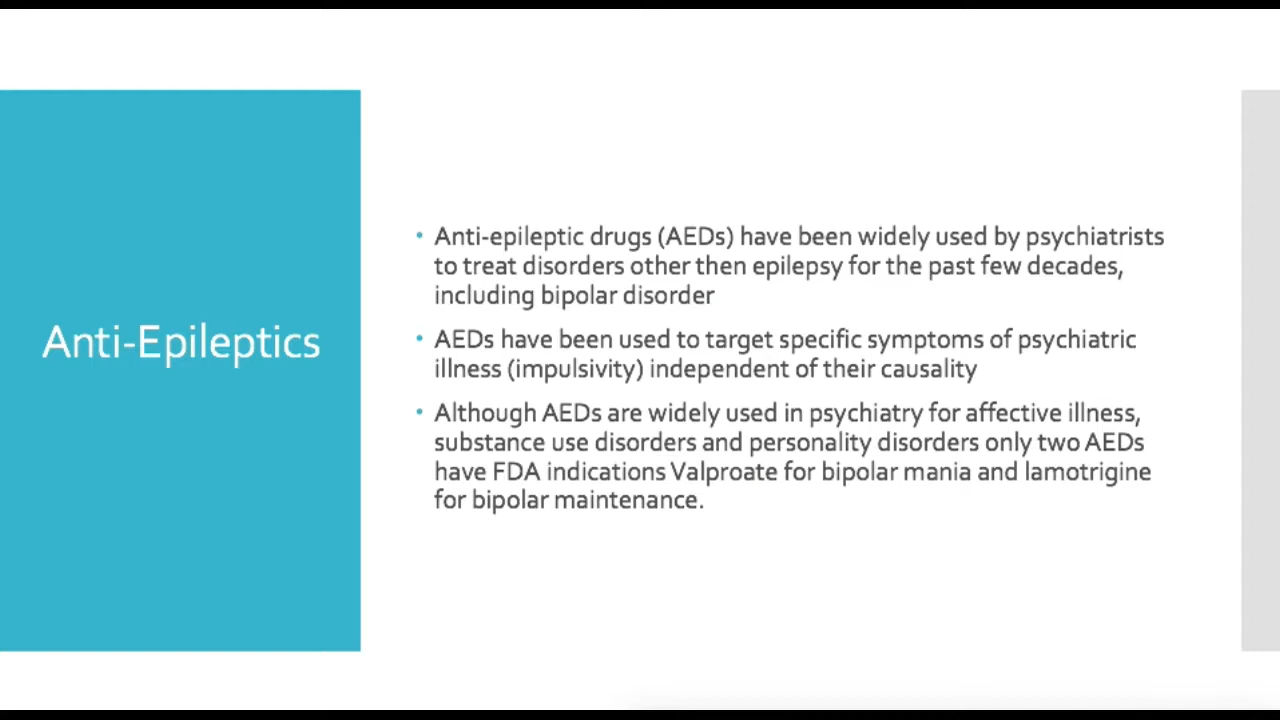 Anti-Epileptics
• Anti-epileptic drugs (AEDs) have been widely used by psychiatrists
to treat disorders other then epilepsy for the past few decades,
including bipolar disorder
• AEDs have been used to target specific symptoms of psychiatric
illness (impulsivity) independent of their causality
• Although AEDs are widely used in psychiatry for affective illness,
substance use disorders and personality disorders only two AEDs
have FDA indications Valproate for bipolar mania and lamotrigine
for bipolar maintenance.